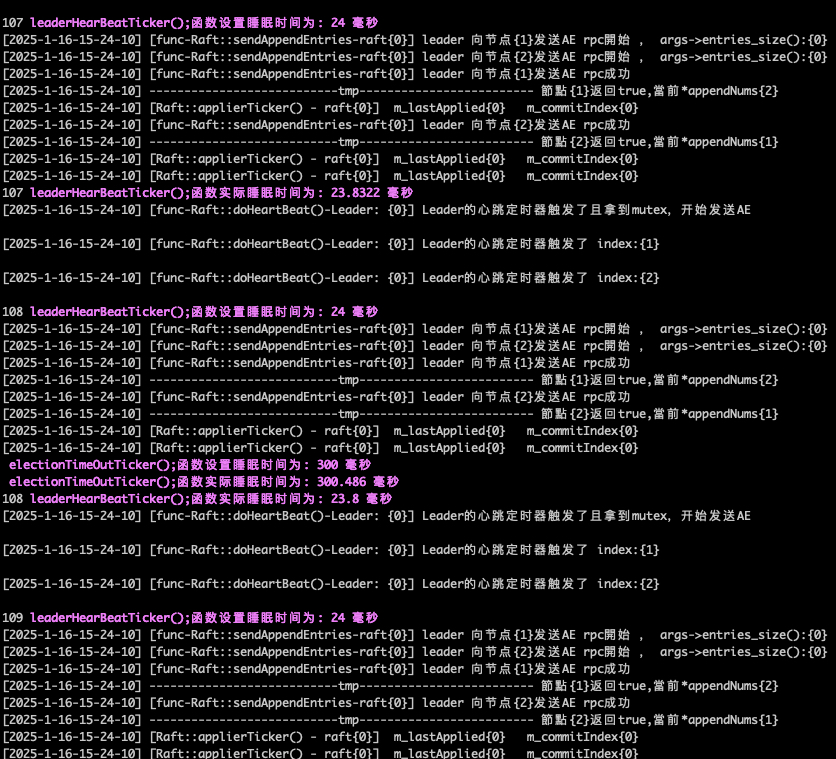 107 leaderHearBeatTicker();函数设置睡眠时间为: 24 毫秒
[2025-1-16-15-24-10] [func-Raft::sendAppendEntries-raft{0}] leader 向节点{1}发送AE rpc開始 ， args->entries_size():{0}
[2025-1-16-15-24-10] [func-Raft::sendAppendEntries-raft{0}] leader 向节点{2}发送AE rpc開始 ， args->entries_size():{0}
[2025-1-16-15-24-10] [func-Raft::sendAppendEntries-raft{0}] leader 向节点{1}发送AE rpc成功
[2025-1-16-15-24-10] ---------------------------tmp------------------------- 節點{1}返回true,當前*appendNums{2}
[2025-1-16-15-24-10] [Raft::applierTicker() - raft{0}]  m_lastApplied{0}   m_commitIndex{0}
[2025-1-16-15-24-10] [func-Raft::sendAppendEntries-raft{0}] leader 向节点{2}发送AE rpc成功
[2025-1-16-15-24-10] ---------------------------tmp------------------------- 節點{2}返回true,當前*appendNums{1}
[2025-1-16-15-24-10] [Raft::applierTicker() - raft{0}]  m_lastApplied{0}   m_commitIndex{0}
[2025-1-16-15-24-10] [Raft::applierTicker() - raft{0}]  m_lastApplied{0}   m_commitIndex{0}
107 leaderHearBeatTicker();函数实际睡眠时间为: 23.8322 毫秒
[2025-1-16-15-24-10] [func-Raft::doHeartBeat()-Leader: {0}] Leader的心跳定时器触发了且拿到mutex，开始发送AE
[2025-1-16-15-24-10] [func-Raft::doHeartBeat()-Leader: {0}] Leader的心跳定时器触发了 index:{1}
[2025-1-16-15-24-10] [func-Raft::doHeartBeat()-Leader: {0}] Leader的心跳定时器触发了 index:{2}
108 leaderHearBeatTicker();函数设置睡眠时间为: 24 毫秒
[2025-1-16-15-24-10] [func-Raft::sendAppendEntries-raft{0}] leader 向节点{1}发送AE rpc開始 ， args->entries_size():{0}
[2025-1-16-15-24-10] [func-Raft::sendAppendEntries-raft{0}] leader 向节点{2}发送AE rpc開始 ， args->entries_size():{0}
[2025-1-16-15-24-10] [func-Raft::sendAppendEntries-raft{0}] leader 向节点{1}发送AE rpc成功
[2025-1-16-15-24-10] ---------------------------tmp------------------------- 節點{1}返回true,當前*appendNums{2}
[2025-1-16-15-24-10] [func-Raft::sendAppendEntries-raft{0}] leader 向节点{2}发送AE rpc成功
[2025-1-16-15-24-10] ---------------------------tmp------------------------- 節點{2}返回true,當前*appendNums{1}
[2025-1-16-15-24-10] [Raft::applierTicker() - raft{0}]  m_lastApplied{0}   m_commitIndex{0}
[2025-1-16-15-24-10] [Raft::applierTicker() - raft{0}]  m_lastApplied{0}   m_commitIndex{0}
electionTimeOutTicker();函数设置睡眠时间为: 300 毫秒
electionTimeOutTicker();函数实际睡眠时间为: 300.486 毫秒
108 leaderHearBeatTicker();函数实际睡眠时间为: 23.8 毫秒
[2025-1-16-15-24-10] [func-Raft::doHeartBeat()-Leader: {0}] Leader的心跳定时器触发了且拿到mutex，开始发送AE
[2025-1-16-15-24-10] [func-Raft::doHeartBeat()-Leader: {0}] Leader的心跳定时器触发了 index:{1}
[2025-1-16-15-24-10] [func-Raft::doHeartBeat()-Leader: {0}] Leader的心跳定时器触发了 index:{2}
109 leaderHearBeatTicker();函数设置睡眠时间为: 24 毫秒
[2025-1-16-15-24-10] [func-Raft::sendAppendEntries-raft{0}] leader 向节点{1}发送AE rpc開始 ， args->entries_size():{0}
[2025-1-16-15-24-10] [func-Raft::sendAppendEntries-raft{0}] leader 向节点{2}发送AE rpc開始 ， args->entries_size():{0}
[2025-1-16-15-24-10] [func-Raft::sendAppendEntries-raft{0}] leader 向节点{1}发送AE rpc成功
[2025-1-16-15-24-10] ---------------------------tmp------------------------- 節點{1}返回true,當前*appendNums{2}
[2025-1-16-15-24-10] [func-Raft::sendAppendEntries-raft{0}] leader 向节点{2}发送AE rpc成功
[2025-1-16-15-24-10] ---------------------------tmp------------------------- 節點{2}返回true,當前*appendNums{1}
[2025-1-16-15-24-10] [Raft::applierTicker() - raft{0}]  m_lastApplied{0}   m_commitIndex{0}
[2025-1-16-15-24-10] [Raft::applierTicker() - raft{0}]  m_lastApplied{0}   m_commitIndex{0}